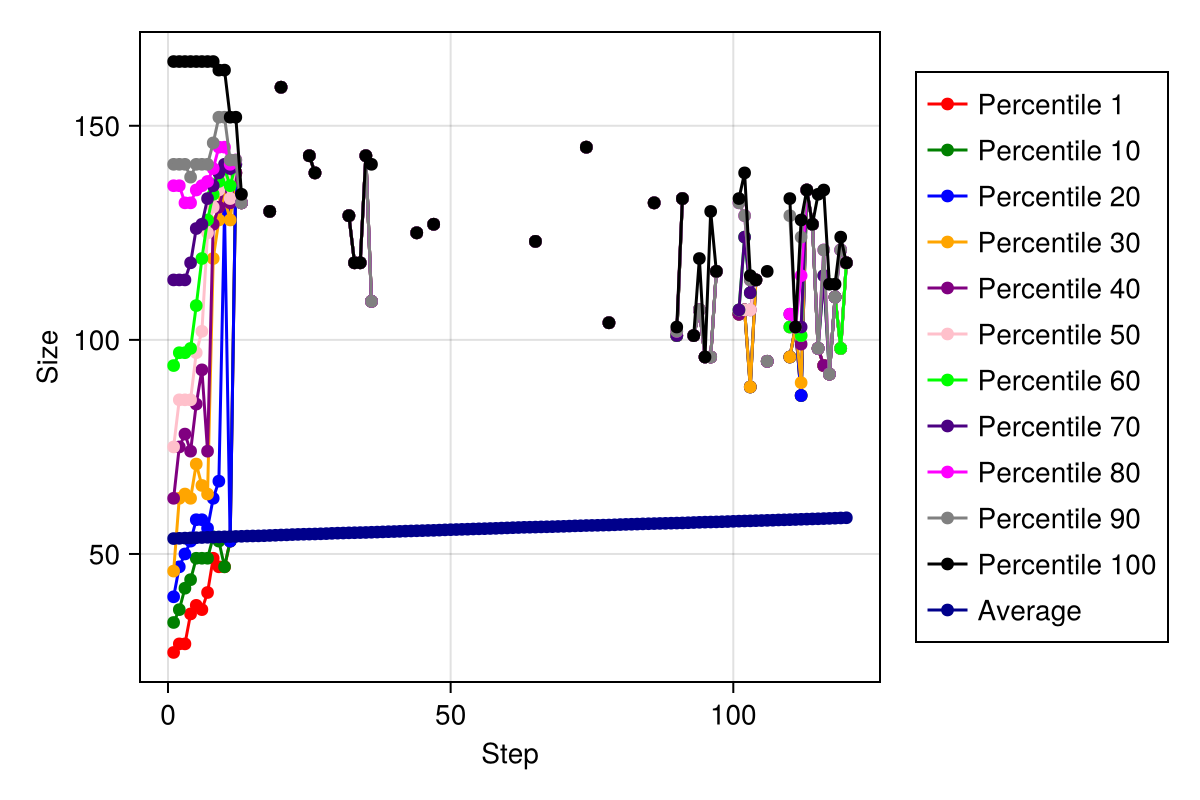 Size
150
100
50
0
50
100
Step
Percentile 1
Percentile 10
Percentile 20
Percentile 30
Percentile 40
Percentile 50
Percentile 60
Percentile 70
Percentile 80
Percentile 90
Percentile 100
Average